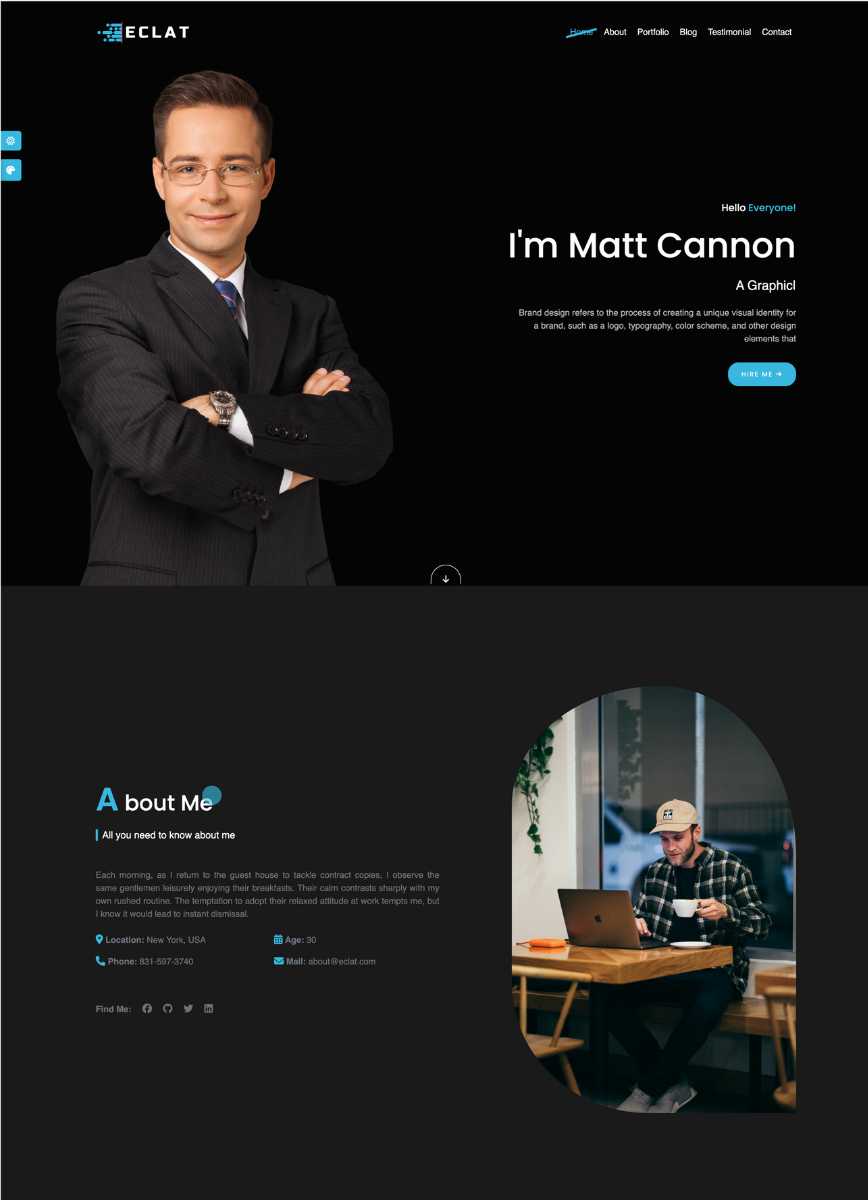 ECLAT
Home About Portfolio Blog Testimonial Contact
Hello Everyone!
I'm Matt Cannon
A Graphicl
Brand design refers to the process of creating a unique visual identity for
a brand, such as a logo, typography, color scheme, and other design
elements that
HIRE ME →
A bout Me
All you need to know about me
Each morning, as I return to the guest house to tackle contract copies, I observe the
same gentlemen leisurely enjoying their breakfasts. Their calm contrasts sharply with my
own rushed routine. The temptation to adopt their relaxed attitude at work tempts me, but
I know it would lead to instant dismissal.
Location: New York, USA Age: 30
Phone: 831-597-3740 Mail: about@eclat.com
Find Me: